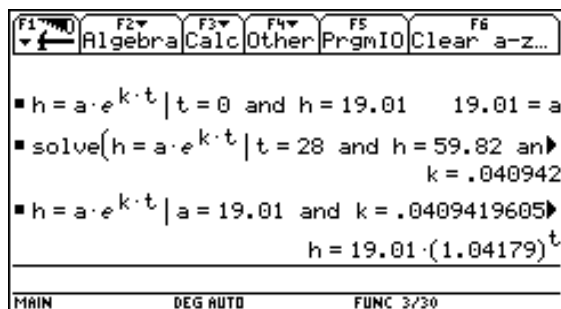 F1 F2 F3 F4 F5 F6
Algebra Calc Other PrgmIO Clear a-z…
▪h = a·e^k·t | t = 0 and h = 19.01 19.01 = a
▪solve(h = a·e^k·t | t = 28 and h = 59.82 an▶
k = .040942
▪h = a·e^k·t | a = 19.01 and k = .0409419605▶
h = 19.01·(1.04179)^t
MAIN DEG AUTO FUNC 3/30